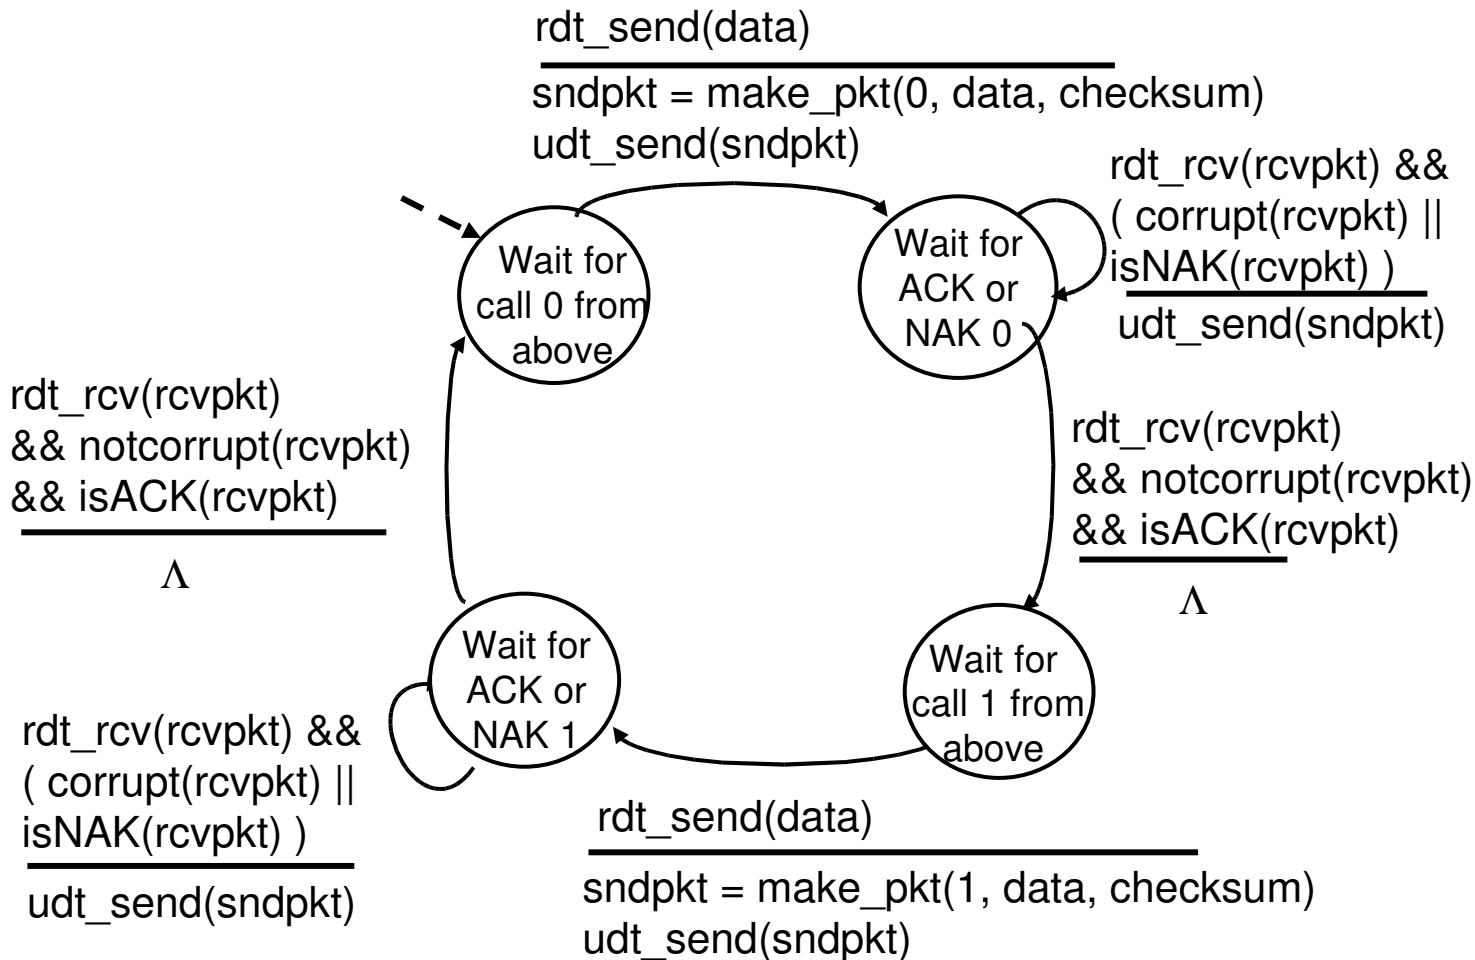 rdt_send(data)
sndpkt = make_pkt(0, data, checksum)
udt_send(sndpkt)
rdt_rcv(rcvpkt) &&
( corrupt(rcvpkt) ||
isNAK(rcvpkt) )
udt_send(sndpkt)
Wait for
call 0 from
above
Wait for
ACK or
NAK 0
rdt_rcv(rcvpkt)
&& notcorrupt(rcvpkt)
&& isACK(rcvpkt)
Λ
rdt_rcv(rcvpkt)
&& notcorrupt(rcvpkt)
&& isACK(rcvpkt)
Λ
Wait for
ACK or
NAK 1
Wait for
call 1 from
above
rdt_rcv(rcvpkt) &&
( corrupt(rcvpkt) ||
isNAK(rcvpkt) )
udt_send(sndpkt)
rdt_send(data)
sndpkt = make_pkt(1, data, checksum)
udt_send(sndpkt)